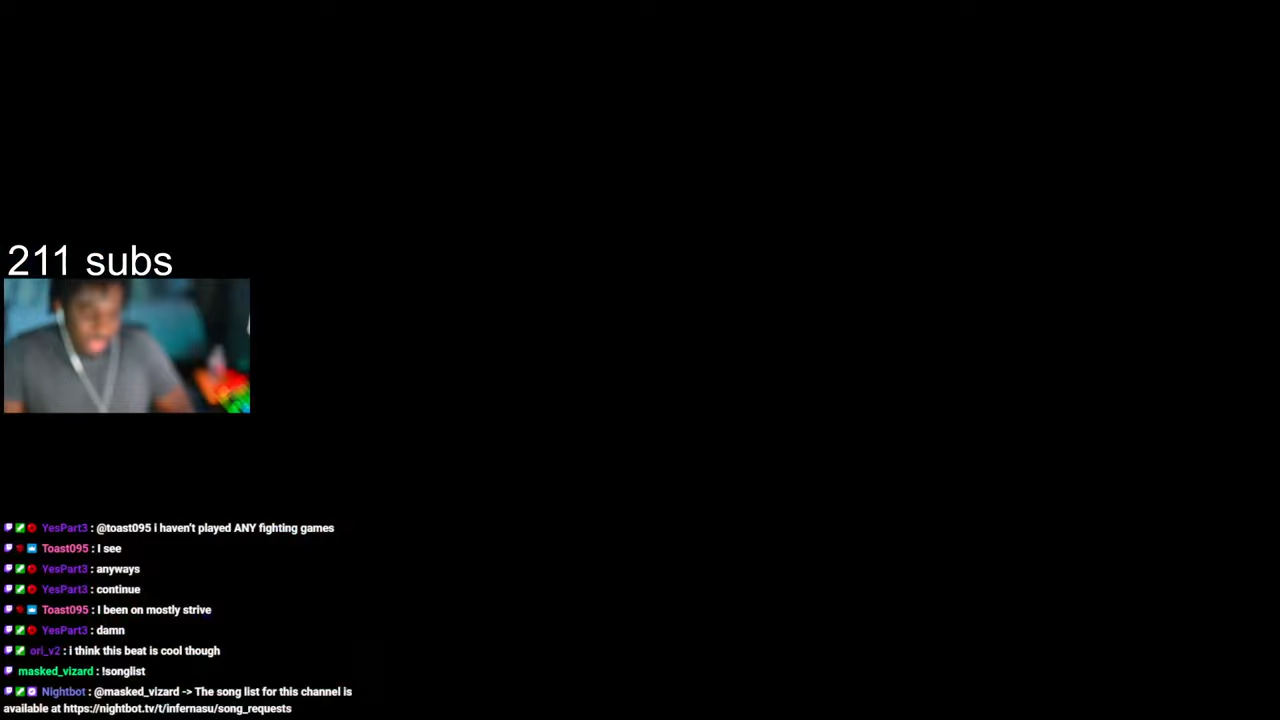 211 subs
YesPart3 : @toast095 i haven't played ANY fighting games
Toast095 : I see
YesPart3 : anyways
YesPart3 : continue
Toast095 : I been on mostly strive
YesPart3 : damn
ori_v2 : i think this beat is cool though
masked_vizard : !songlist
Nightbot : @masked_vizard -> The song list for this channel is
available at https://nightbot.tv/t/infernasu/song_requests